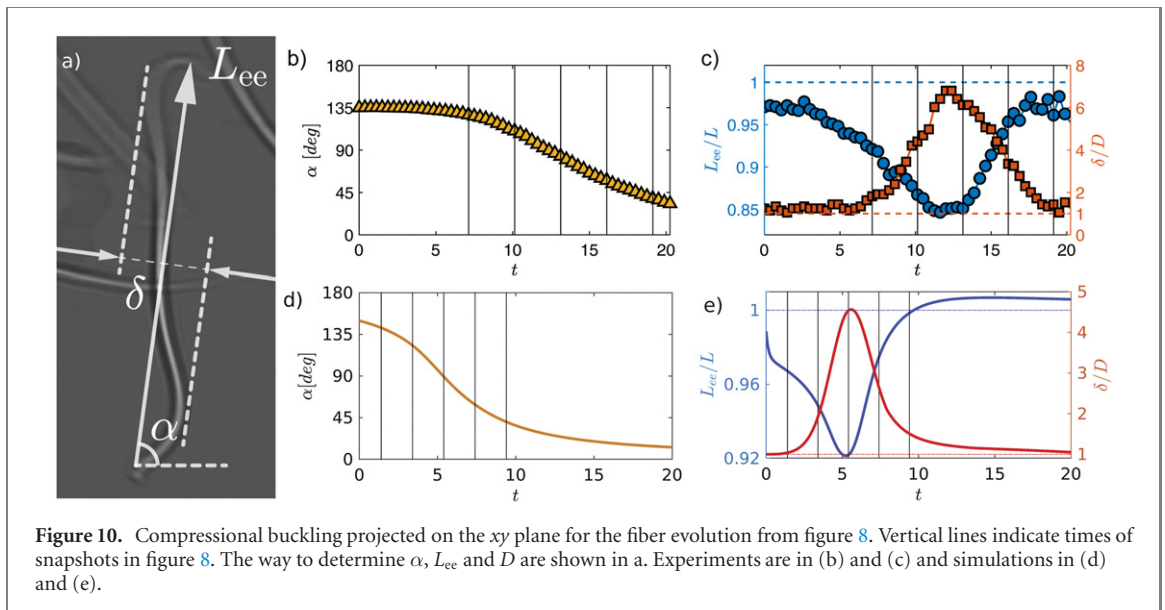 a)
L_ee
δ
α
b)
180
135
90
45
0
α [deg]
0 5 10 15 20
t
c)
1
0.95
0.9
0.85
L_ee/L
8
6
4
2
1
0
δ/D
0 5 10 15 20
t
d)
180
135
90
45
0
α[deg]
0 5 10 15 20
t
e)
1
0.96
0.92
L_ee/L
5
4
3
2
1
δ/D
0 5 10 15 20
t
Figure 10. Compressional buckling projected on the xy plane for the fiber evolution from figure 8. Vertical lines indicate times of
snapshots in figure 8. The way to determine α, L_ee and D are shown in a. Experiments are in (b) and (c) and simulations in (d)
and (e).